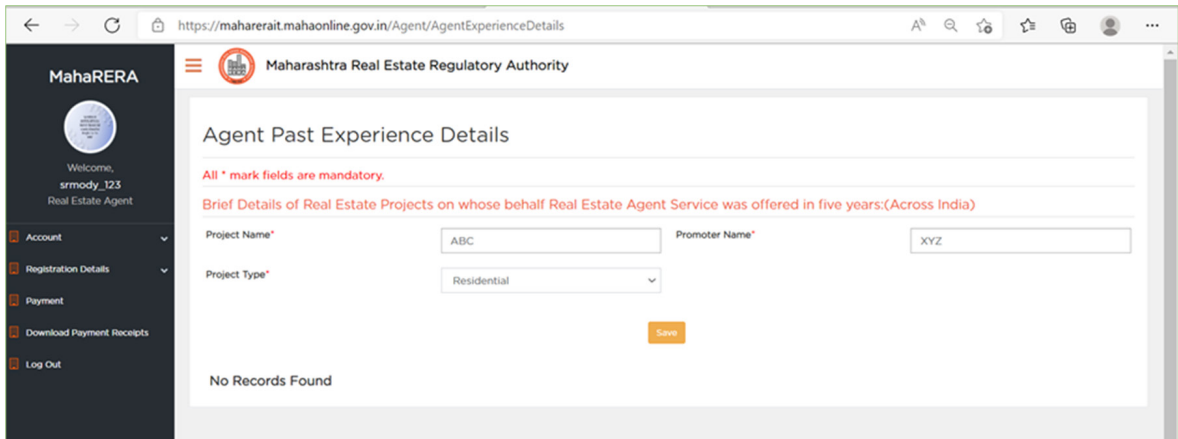 https://maharerait.mahaonline.gov.in/Agent/AgentExperienceDetails
MahaRERA
Maharashtra Real Estate Regulatory Authority
Welcome,
srmody_123
Real Estate Agent
Account
Registration Details
Payment
Download Payment Receipts
Log Out
Agent Past Experience Details
All * mark fields are mandatory.
Brief Details of Real Estate Projects on whose behalf Real Estate Agent Service was offered in five years:(Across India)
Project Name* ABC Promoter Name* XYZ
Project Type* Residential
Save
No Records Found